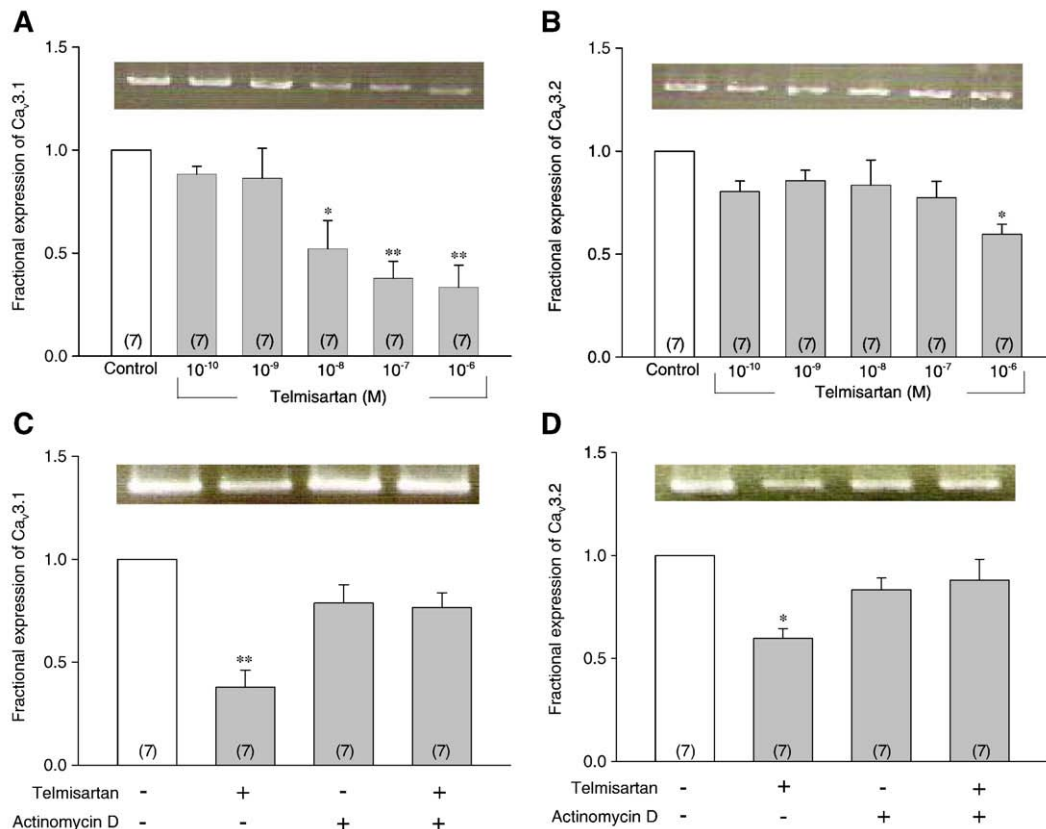 A
Fractional expression of Caᵥ3.1
1.5
1.0
0.5
0.0
*
**
**
(7) (7) (7) (7) (7) (7)
Control 10⁻¹⁰ 10⁻⁹ 10⁻⁸ 10⁻⁷ 10⁻⁶
Telmisartan (M)
B
Fractional expression of Caᵥ3.2
1.5
1.0
0.5
0.0
*
(7) (7) (7) (7) (7) (7)
Control 10⁻¹⁰ 10⁻⁹ 10⁻⁸ 10⁻⁷ 10⁻⁶
Telmisartan (M)
C
Fractional expression of Caᵥ3.1
1.5
1.0
0.5
0.0
**
(7) (7) (7) (7)
Telmisartan - + - +
Actinomycin D - - + +
D
Fractional expression of Caᵥ3.2
1.5
1.0
0.5
0.0
*
(7) (7) (7) (7)
Telmisartan - + - +
Actinomycin D - - + +